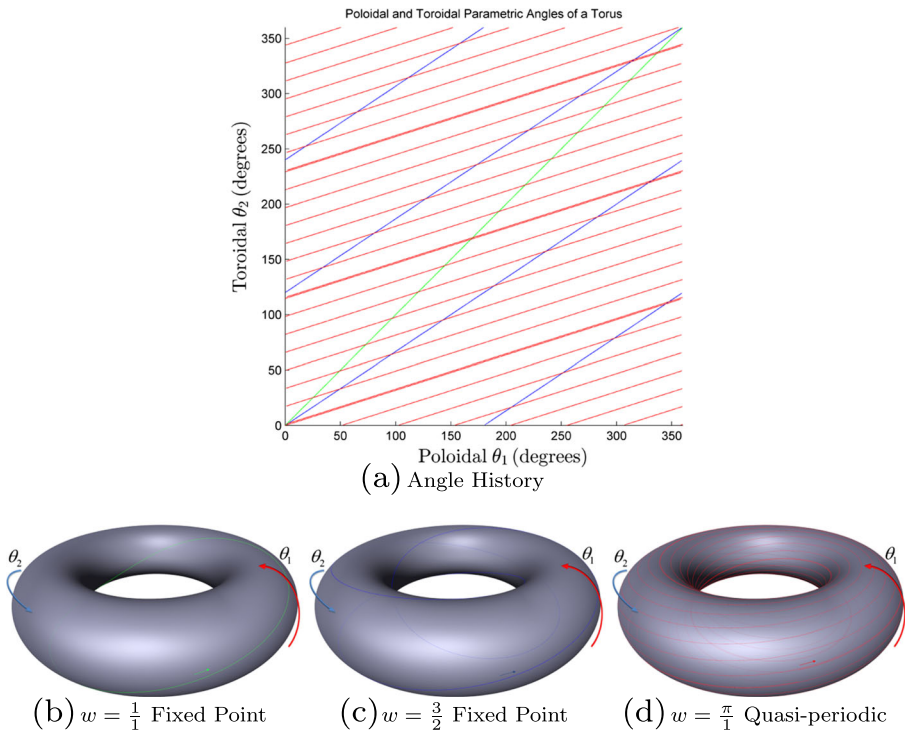 Poloidal and Toroidal Parametric Angles of a Torus
350
300
250
200
150
100
50
0
Toroidal θ₂ (degrees)
0 50 100 150 200 250 300 350
Poloidal θ₁ (degrees)
(a) Angle History
θ₂ θ₁ θ₂ θ₁ θ₂ θ₁
(b) w = 1/1 Fixed Point (c) w = 3/2 Fixed Point (d) w = π/1 Quasi-periodic